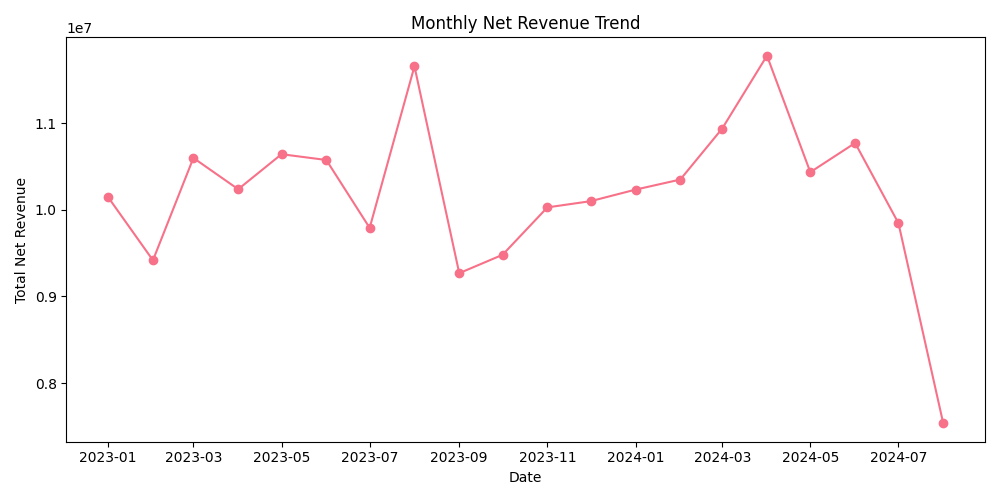 Monthly Net Revenue Trend
1e7
1.1
1.0
0.9
0.8
Total Net Revenue
2023-01 2023-03 2023-05 2023-07 2023-09 2023-11 2024-01 2024-03 2024-05 2024-07
Date